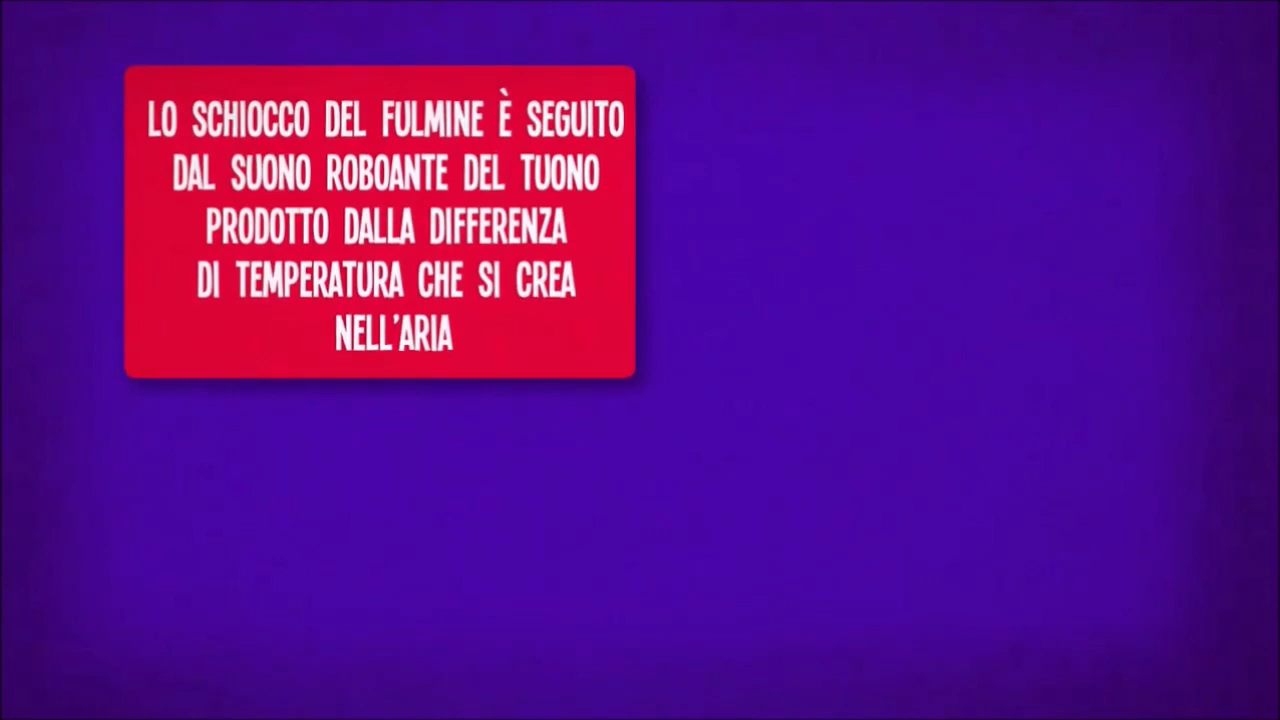 LO SCHIOCCO DEL FULMINE È SEGUITO
DAL SUONO ROBOANTE DEL TUONO
PRODOTTO DALLA DIFFERENZA
DI TEMPERATURA CHE SI CREA
NELL'ARIA